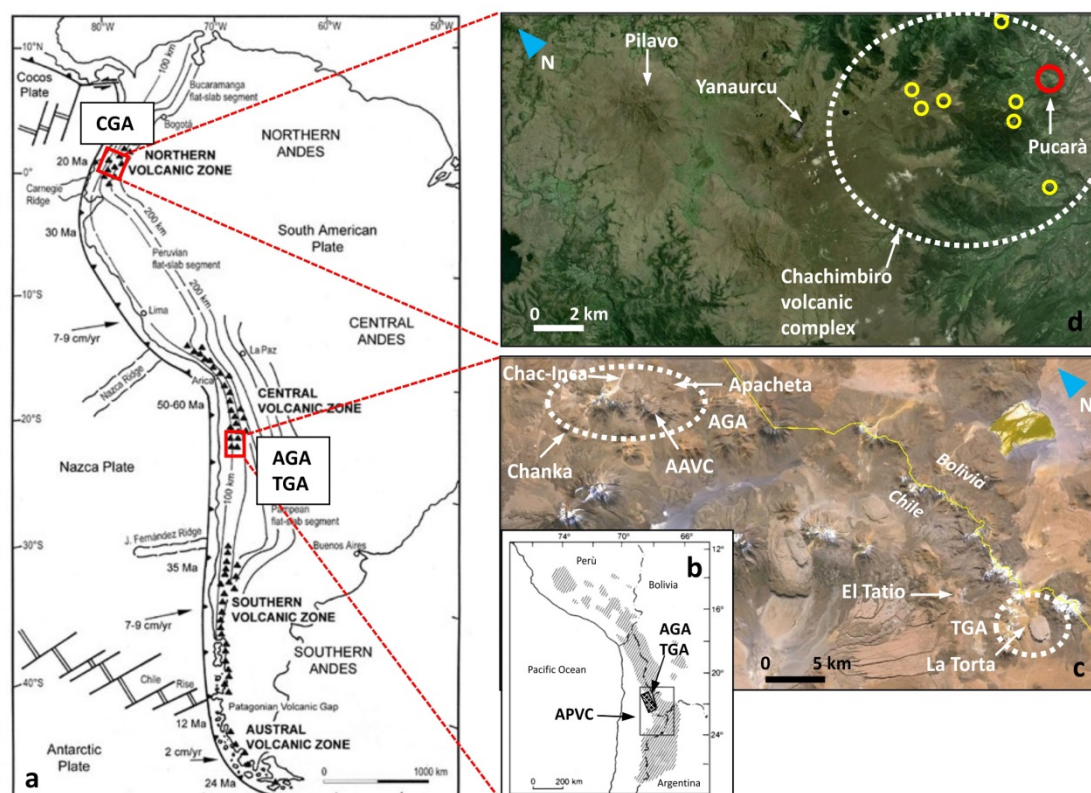 80°
70°
60°
50°
10°N
Cocos
Plate
100 km
Bucaramanga
flat-slab segment
Bogotá
CGA
NORTHERN
ANDES
20 Ma
NORTHERN
VOLCANIC ZONE
0°
Carnegie
Ridge
200 km
30 Ma
South American
Plate
Peruvian
flat-slab segment
200 km
10°S
Lima
7-9 cm/yr
CENTRAL
ANDES
La Paz
Nazca Ridge
Arica
50-60 Ma
CENTRAL
VOLCANIC ZONE
20°S
Nazca Plate
AGA
TGA
100 km
Pampean
flat-slab segment
J. Fernández Ridge
Buenos Aires
30°S
35 Ma
SOUTHERN
VOLCANIC ZONE
7-9 cm/yr
SOUTHERN
ANDES
40°S
Chile
Rise
Patagonian Volcanic Gap
12 Ma
AUSTRAL
VOLCANIC ZONE
Antarctic
Plate
2 cm/yr
24 Ma
0
1000 km
a
N
Pilavo
Yanaurcu
Pucarà
Chachimbiro
volcanic
complex
0
2 km
d
Chac-Inca
Apacheta
AGA
AAVC
Chanka
N
Bolivia
Chile
El Tatio
TGA
La Torta
0
5 km
c
74°
70°
66°
b
12°
Perù
Bolivia
16°
AGA
TGA
Pacific Ocean
20°
APVC
24°
0
200 km
Argentina